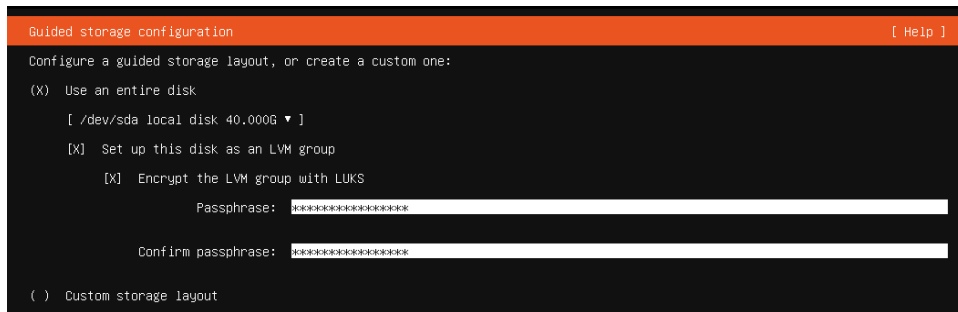 Guided storage configuration [ Help ]
Configure a guided storage layout, or create a custom one:
(X) Use an entire disk
[ /dev/sda local disk 40.000G ▾ ]
[X] Set up this disk as an LVM group
[X] Encrypt the LVM group with LUKS
Passphrase: ****************
Confirm passphrase: ****************
( ) Custom storage layout